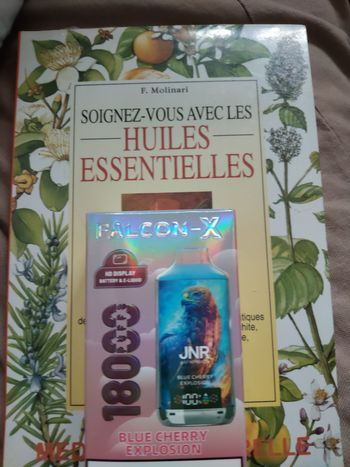 F. Molinari
SOIGNEZ-VOUS AVEC LES
HUILES
ESSENTIELLES
FALCON-X
HD DISPLAY
BATTERY & E-LIQUID
18000
JNR
BLUE CHERRY
EXPLOSION
100%
BLUE CHERRY
EXPLOSION